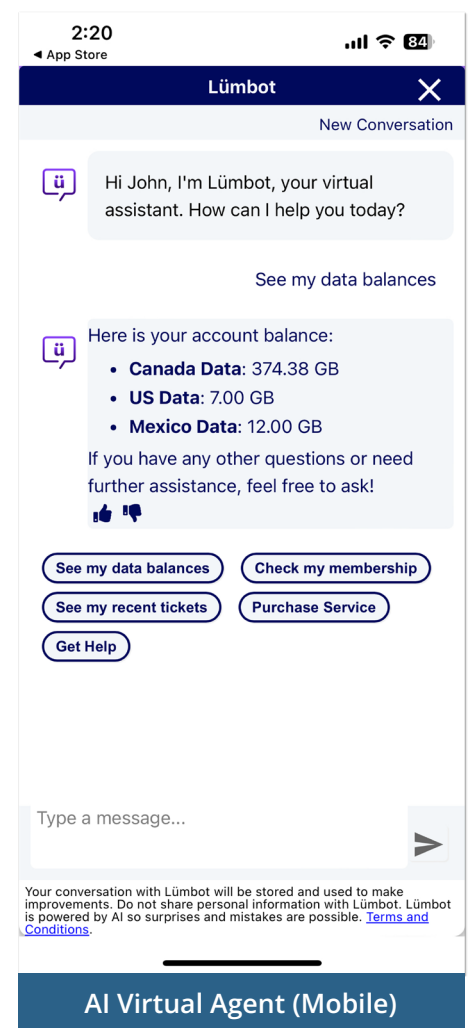 2:20
84
◀ App Store
Lümbot
New Conversation
ü
Hi John, I'm Lümbot, your virtual
assistant. How can I help you today?
See my data balances
ü
Here is your account balance:
• Canada Data: 374.38 GB
• US Data: 7.00 GB
• Mexico Data: 12.00 GB
If you have any other questions or need
further assistance, feel free to ask!
See my data balances
Check my membership
See my recent tickets
Purchase Service
Get Help
Type a message...
Your conversation with Lümbot will be stored and used to make
improvements. Do not share personal information with Lümbot. Lümbot
is powered by AI so surprises and mistakes are possible. Terms and
Conditions.
AI Virtual Agent (Mobile)